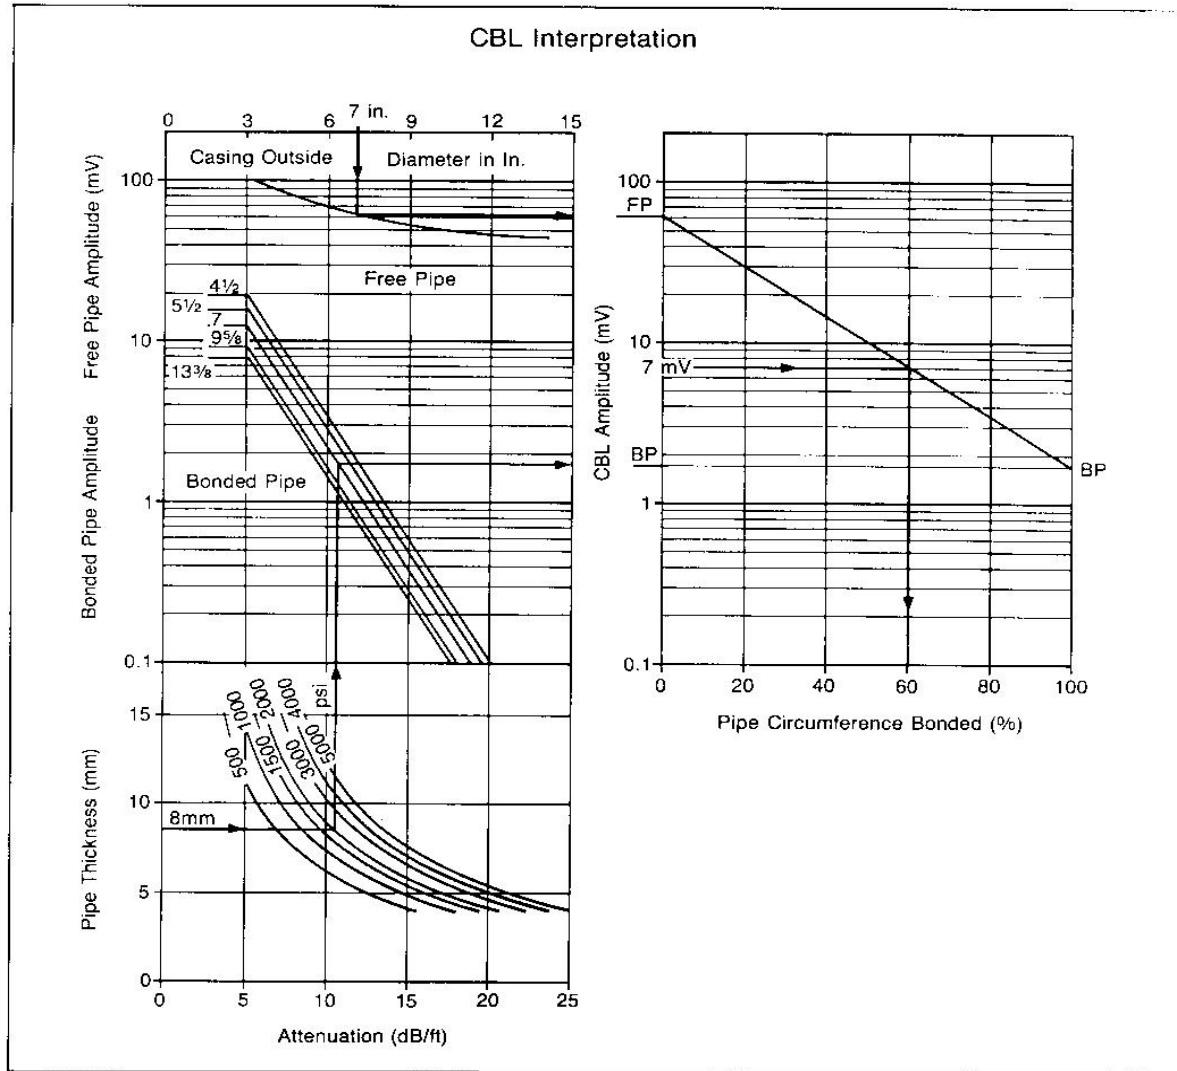 CBL Interpretation
0 3 6 7 in. 9 12 15
Casing Outside Diameter in In.
Free Pipe Amplitude (mV)
Bonded Pipe Amplitude
100
10
1
0.1
Free Pipe
4½
5½
7
9⅝
13⅜
Bonded Pipe
500
1000
1500
2000
3000
4000
5000
psi
Pipe Thickness (mm)
15
10
5
0
8mm
0 5 10 15 20 25
Attenuation (dB/ft)
CBL Amplitude (mV)
100
FP
10
7 mV
BP
BP
1
0.1
0 20 40 60 80 100
Pipe Circumference Bonded (%)